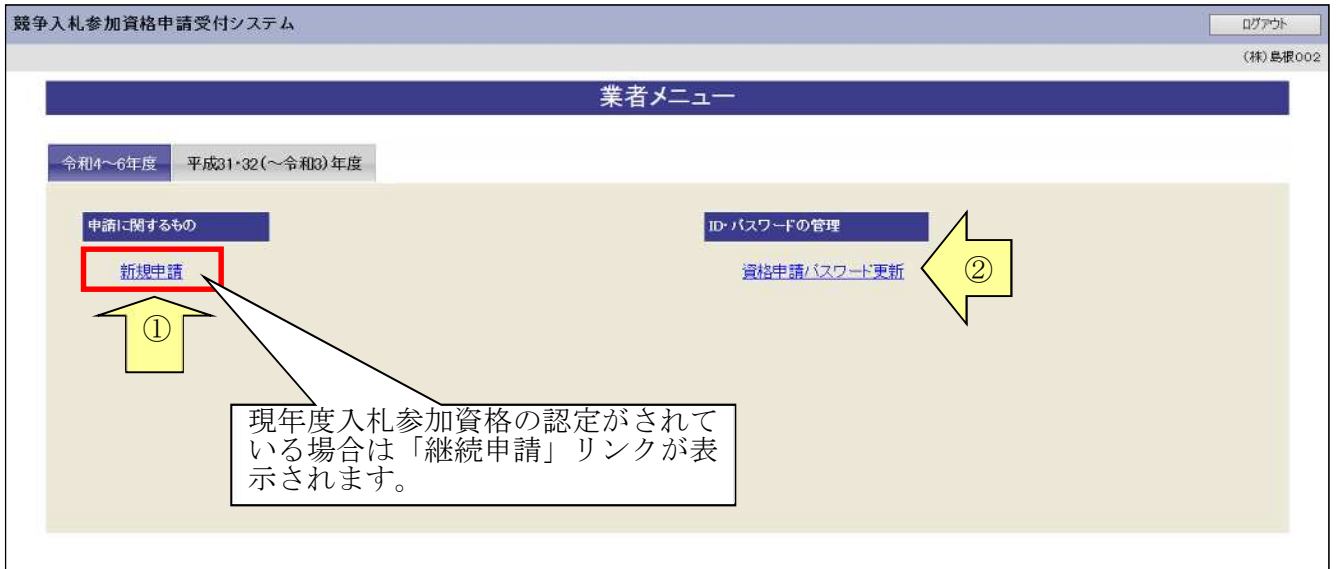 競争入札参加資格申請受付システム
ログアウト
(株)島根002
業者メニュー
令和4～6年度
平成31・32(～令和3)年度
申請に関するもの
ID・パスワードの管理
新規申請
資格申請パスワード更新
②
①
現年度入札参加資格の認定がされて
いる場合は「継続申請」リンクが表
示されます。